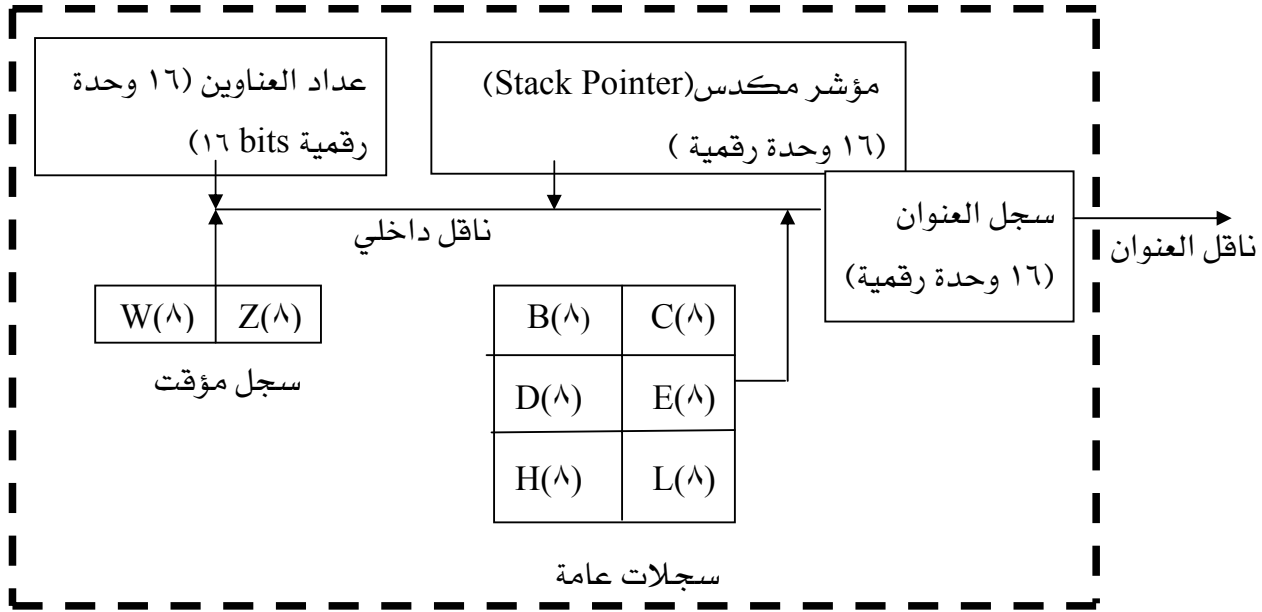 عداد العناوين (١٦ وحدة
رقمية ١٦ bits)
مؤشر مكدس(Stack Pointer)
(١٦ وحدة رقمية )
سجل العنوان
(١٦ وحدة رقمية)
ناقل العنوان
ناقل داخلي
W(٨) Z(٨)
سجل مؤقت
B(٨) C(٨)
D(٨) E(٨)
H(٨) L(٨)
سجلات عامة